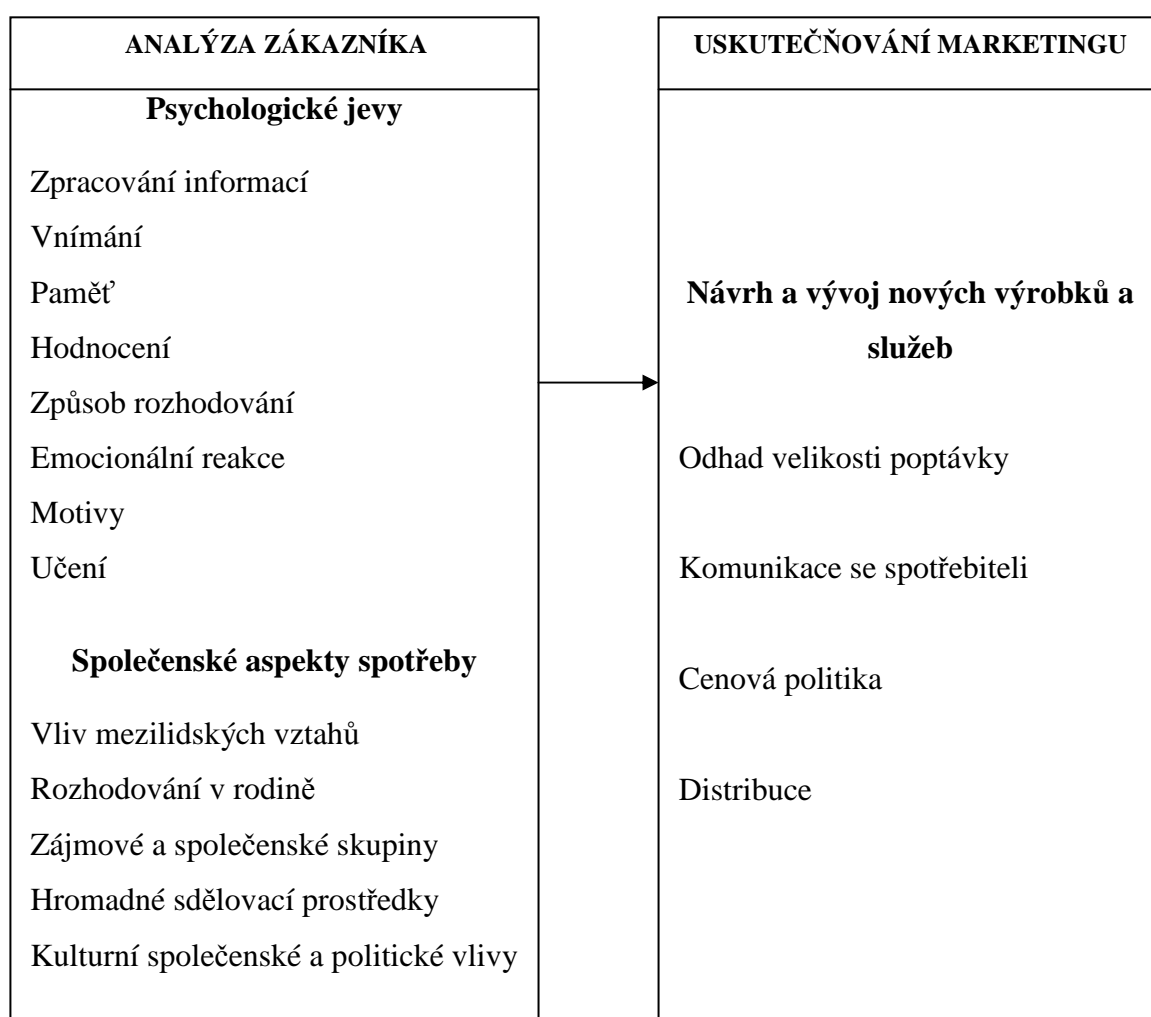 ANALÝZA ZÁKAZNÍKA
Psychologické jevy
Zpracování informací
Vnímání
Paměť
Hodnocení
Způsob rozhodování
Emocionální reakce
Motivy
Učení
Společenské aspekty spotřeby
Vliv mezilidských vztahů
Rozhodování v rodině
Zájmové a společenské skupiny
Hromadné sdělovací prostředky
Kulturní společenské a politické vlivy
USKUTEČŇOVÁNÍ MARKETINGU
Návrh a vývoj nových výrobků a
služeb
Odhad velikosti poptávky
Komunikace se spotřebiteli
Cenová politika
Distribuce